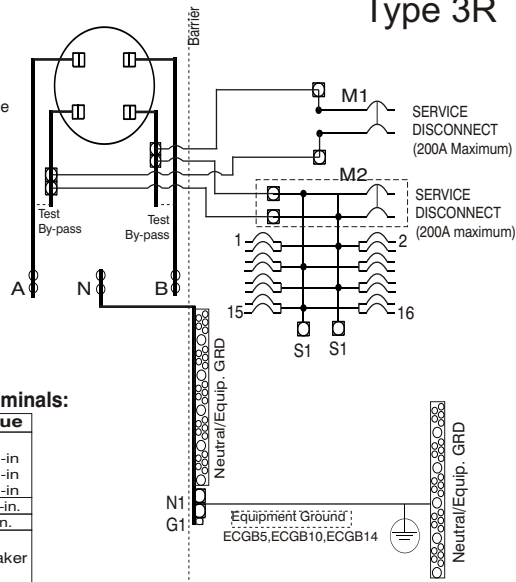 Type 3R
Barrier
e
M1
SERVICE
DISCONNECT
(200A Maximum)
M2
SERVICE
DISCONNECT
(200A maximum)
Test
By-pass
Test
By-pass
1
2
15
16
A
N
B
S1
S1
Neutral/Equip. GRD
minals:
ue
-in
-in
-in
-in.
n.
aker
N1
G1
Equipment Ground
ECGB5,ECGB10,ECGB14
Neutral/Equip. GRD